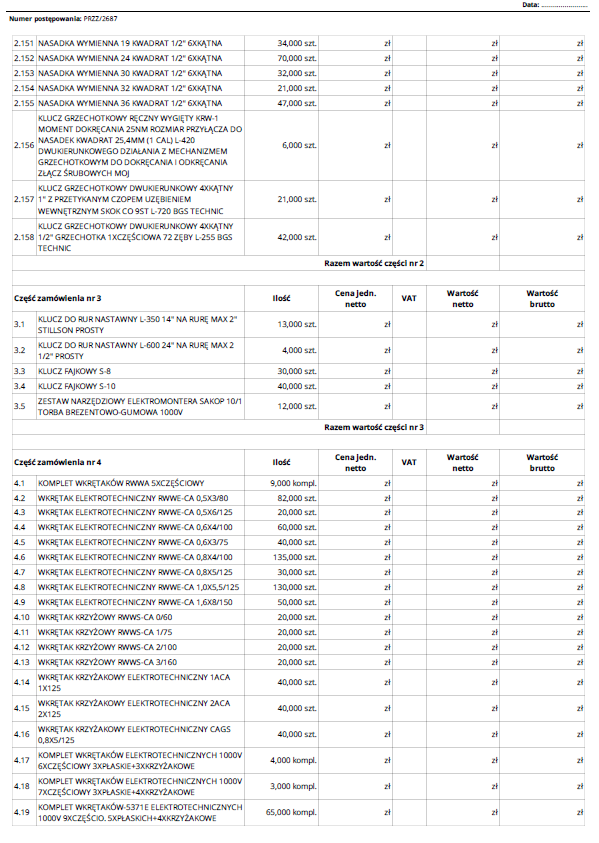 Data: ........................
Numer postępowania: PRZZ/2687
2.151 NASADKA WYMIENNA 19 KWADRAT 1/2" 6XKĄTNA 34,000 szt. zł zł zł
2.152 NASADKA WYMIENNA 24 KWADRAT 1/2" 6XKĄTNA 70,000 szt. zł zł zł
2.153 NASADKA WYMIENNA 30 KWADRAT 1/2" 6XKĄTNA 32,000 szt. zł zł zł
2.154 NASADKA WYMIENNA 32 KWADRAT 1/2" 6XKĄTNA 21,000 szt. zł zł zł
2.155 NASADKA WYMIENNA 36 KWADRAT 1/2" 6XKĄTNA 47,000 szt. zł zł zł
KLUCZ GRZECHOTKOWY RĘCZNY WYGIĘTY KRW-1
MOMENT DOKRĘCANIA 25NM ROZMIAR PRZYŁĄCZA DO
NASADEK KWADRAT 25,4MM (1 CAL) L-420
2.156 DWUKIERUNKOWEGO DZIAŁANIA Z MECHANIZMEM 6,000 szt. zł zł zł
GRZECHOTKOWYM DO DOKRĘCANIA I ODKRĘCANIA
ZŁĄCZ ŚRUBOWYCH MOJ
KLUCZ GRZECHOTKOWY DWUKIERUNKOWY 4XKĄTNY
2.157 1" Z PRZETYKANYM CZOPEM UZĘBIENIEM 21,000 szt. zł zł zł
WEWNĘTRZNYM SKOK CO 9ST L-720 BGS TECHNIC
KLUCZ GRZECHOTKOWY DWUKIERUNKOWY 4XKĄTNY
2.158 1/2" GRZECHOTKA 1XCZĘŚCIOWA 72 ZĘBY L-255 BGS 42,000 szt. zł zł zł
TECHNIC
Razem wartość części nr 2
Część zamówienia nr 3 Ilość Cena jedn. netto VAT Wartość netto Wartość brutto
3.1 KLUCZ DO RUR NASTAWNY L-350 14" NA RURĘ MAX 2" 13,000 szt. zł zł zł
STILLSON PROSTY
3.2 KLUCZ DO RUR NASTAWNY L-600 24" NA RURĘ MAX 2 4,000 szt. zł zł zł
1/2" PROSTY
3.3 KLUCZ FAJKOWY S-8 30,000 szt. zł zł zł
3.4 KLUCZ FAJKOWY S-10 40,000 szt. zł zł zł
3.5 ZESTAW NARZĘDZIOWY ELEKTROMONTERA SAKOP 10/1 12,000 szt. zł zł zł
TORBA BREZENTOWO-GUMOWA 1000V
Razem wartość części nr 3
Część zamówienia nr 4 Ilość Cena jedn. netto VAT Wartość netto Wartość brutto
4.1 KOMPLET WKRĘTAKÓW RWWA 5XCZĘŚCIOWY 9,000 kompl. zł zł zł
4.2 WKRĘTAK ELEKTROTECHNICZNY RWWE-CA 0,5X3/80 82,000 szt. zł zł zł
4.3 WKRĘTAK ELEKTROTECHNICZNY RWWE-CA 0,5X6/125 20,000 szt. zł zł zł
4.4 WKRĘTAK ELEKTROTECHNICZNY RWWE-CA 0,6X4/100 60,000 szt. zł zł zł
4.5 WKRĘTAK ELEKTROTECHNICZNY RWWE-CA 0,6X3/75 40,000 szt. zł zł zł
4.6 WKRĘTAK ELEKTROTECHNICZNY RWWE-CA 0,8X4/100 135,000 szt. zł zł zł
4.7 WKRĘTAK ELEKTROTECHNICZNY RWWE-CA 0,8X5/125 30,000 szt. zł zł zł
4.8 WKRĘTAK ELEKTROTECHNICZNY RWWE-CA 1,0X5,5/125 130,000 szt. zł zł zł
4.9 WKRĘTAK ELEKTROTECHNICZNY RWWE-CA 1,6X8/150 50,000 szt. zł zł zł
4.10 WKRĘTAK KRZYŻOWY RWWS-CA 0/60 20,000 szt. zł zł zł
4.11 WKRĘTAK KRZYŻOWY RWWS-CA 1/75 20,000 szt. zł zł zł
4.12 WKRĘTAK KRZYŻOWY RWWS-CA 2/100 20,000 szt. zł zł zł
4.13 WKRĘTAK KRZYŻOWY RWWS-CA 3/160 20,000 szt. zł zł zł
4.14 WKRĘTAK KRZYŻAKOWY ELEKTROTECHNICZNY 1ACA 40,000 szt. zł zł zł
1X125
4.15 WKRĘTAK KRZYŻAKOWY ELEKTROTECHNICZNY 2ACA 40,000 szt. zł zł zł
2X125
4.16 WKRĘTAK KRZYŻAKOWY ELEKTROTECHNICZNY CAGS 40,000 szt. zł zł zł
0,8X5/125
4.17 KOMPLET WKRĘTAKÓW ELEKTROTECHNICZNYCH 1000V 4,000 kompl. zł zł zł
6XCZĘŚCIOWY 3XPŁASKIE+3XKRZYŻAKOWE
4.18 KOMPLET WKRĘTAKÓW ELEKTROTECHNICZNYCH 1000V 3,000 kompl. zł zł zł
7XCZĘŚCIOWY 3XPŁASKIE+4XKRZYŻAKOWE
4.19 KOMPLET WKRĘTAKÓW-5371E ELEKTROTECHNICZNYCH 65,000 kompl. zł zł zł
1000V 9XCZĘŚCIO. 5XPŁASKICH+4XKRZYŻAKOWE